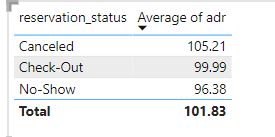 reservation_status Average of adr
Canceled 105.21
Check-Out 99.99
No-Show 96.38
Total 101.83